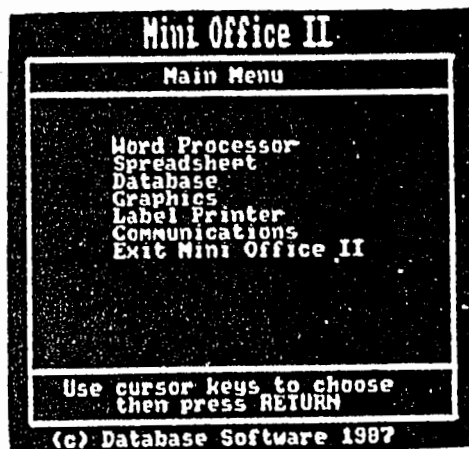 Mini Office II
Main Menu
Word Processor
Spreadsheet
Database
Graphics
Label Printer
Communications
Exit Mini Office II
Use cursor keys to choose
then press RETURN
(c) Database Software 1987